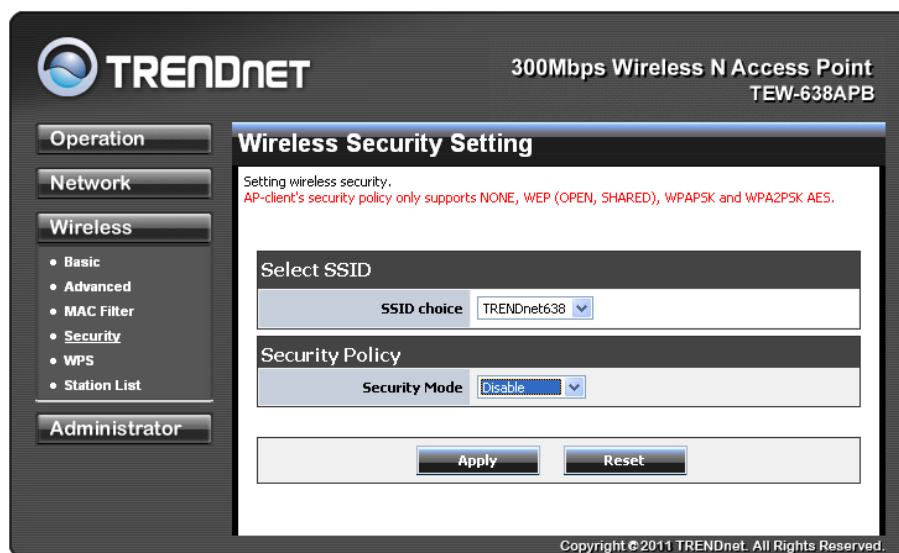 TRENDNET
300Mbps Wireless N Access Point
TEW-638APB
Operation
Network
Wireless
Basic
Advanced
MAC Filter
Security
WPS
Station List
Administrator
Wireless Security Setting
Setting wireless security.
AP-client's security policy only supports NONE, WEP (OPEN, SHARED), WPAPSK and WPA2PSK AES.
Select SSID
SSID choice TRENDnet638
Security Policy
Security Mode Disable
Apply Reset
Copyright © 2011 TRENDnet. All Rights Reserved.